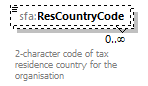 sfa:ResCountryCode
0..∞
2-character code of tax
residence country for the
organisation